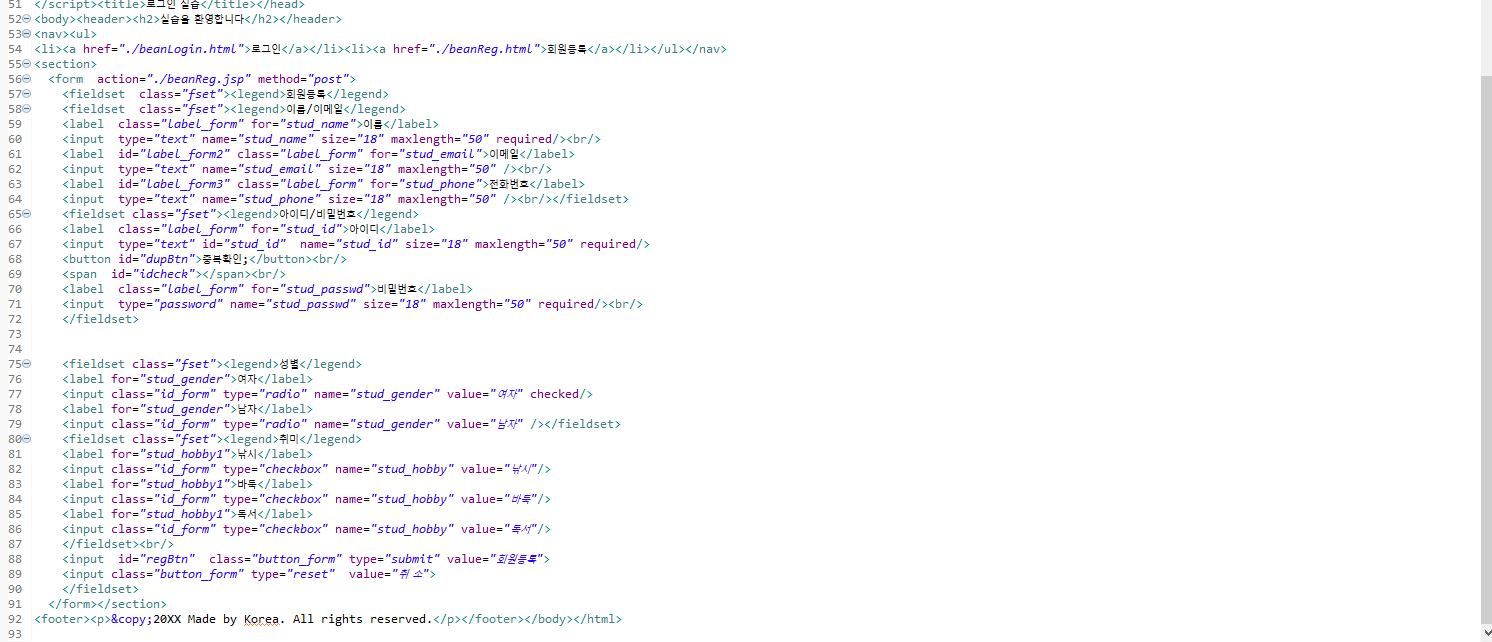 51 </script><title>로그인 실습</title></head>
52 <body><header><h2>실습을 환영합니다</h2></header>
53 <nav><ul>
54 <li><a href="./beanLogin.html">로그인</a></li><li><a href="./beanReg.html">회원등록</a></li></ul></nav>
55 <section>
56   <form  action="./beanReg.jsp" method="post">
57     <fieldset  class="fset"><legend>회원등록</legend>
58     <fieldset  class="fset"><legend>이름/이메일</legend>
59     <label  class="label_form" for="stud_name">이름</label>
60     <input  type="text" name="stud_name" size="18" maxlength="50" required/><br/>
61     <label  id="label_form2" class="label_form" for="stud_email">이메일</label>
62     <input  type="text" name="stud_email" size="18" maxlength="50" /><br/>
63     <label  id="label_form3" class="label_form" for="stud_phone">전화번호</label>
64     <input  type="text" name="stud_phone" size="18" maxlength="50" /><br/></fieldset>
65     <fieldset class="fset"><legend>아이디/비밀번호</legend>
66     <label  class="label_form" for="stud_id">아이디</label>
67     <input  type="text" id="stud_id"  name="stud_id" size="18" maxlength="50" required/>
68     <button id="dupBtn">중복확인;</button><br/>
69     <span  id="idcheck"></span><br/>
70     <label  class="label_form" for="stud_passwd">비밀번호</label>
71     <input  type="password" name="stud_passwd" size="18" maxlength="50" required/><br/>
72     </fieldset>
73
74
75     <fieldset class="fset"><legend>성별</legend>
76     <label for="stud_gender">여자</label>
77     <input class="id_form" type="radio" name="stud_gender" value="여자" checked/>
78     <label for="stud_gender">남자</label>
79     <input class="id_form" type="radio" name="stud_gender" value="남자" /></fieldset>
80     <fieldset class="fset"><legend>취미</legend>
81     <label for="stud_hobby1">낚시</label>
82     <input class="id_form" type="checkbox" name="stud_hobby" value="낚시"/>
83     <label for="stud_hobby1">바둑</label>
84     <input class="id_form" type="checkbox" name="stud_hobby" value="바둑"/>
85     <label for="stud_hobby1">독서</label>
86     <input class="id_form" type="checkbox" name="stud_hobby" value="독서"/>
87     </fieldset><br/>
88     <input  id="regBtn"  class="button_form" type="submit" value="회원등록">
89     <input class="button_form" type="reset"  value="취 소">
90     </fieldset>
91   </form></section>
92 <footer><p>&copy;20XX Made by Korea. All rights reserved.</p></footer></body></html>
93